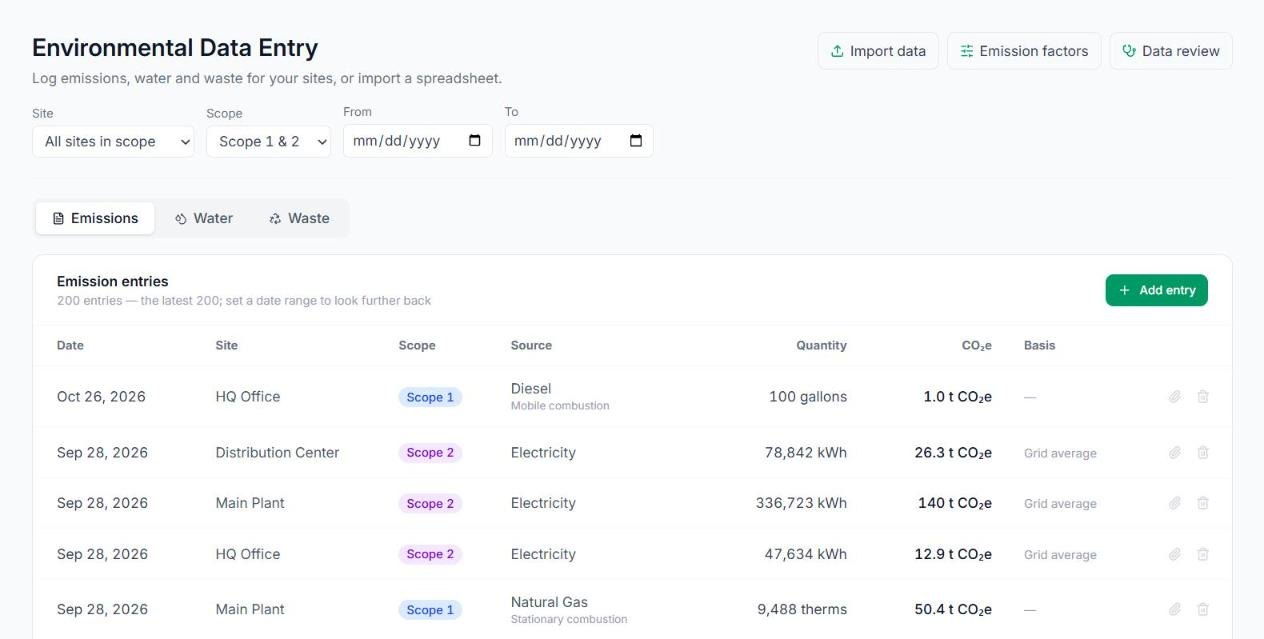 Environmental Data Entry
Log emissions, water and waste for your sites, or import a spreadsheet.
Import data
Emission factors
Data review
Site
Scope
From
To
All sites in scope
Scope 1 & 2
mm/dd/yyyy
mm/dd/yyyy
Emissions
Water
Waste
Emission entries
200 entries — the latest 200; set a date range to look further back
+ Add entry
Date Site Scope Source Quantity CO₂e Basis
Oct 26, 2026 HQ Office Scope 1 Diesel 100 gallons 1.0 t CO₂e —
Mobile combustion
Sep 28, 2026 Distribution Center Scope 2 Electricity 78,842 kWh 26.3 t CO₂e Grid average
Sep 28, 2026 Main Plant Scope 2 Electricity 336,723 kWh 140 t CO₂e Grid average
Sep 28, 2026 HQ Office Scope 2 Electricity 47,634 kWh 12.9 t CO₂e Grid average
Sep 28, 2026 Main Plant Scope 1 Natural Gas 9,488 therms 50.4 t CO₂e —
Stationary combustion